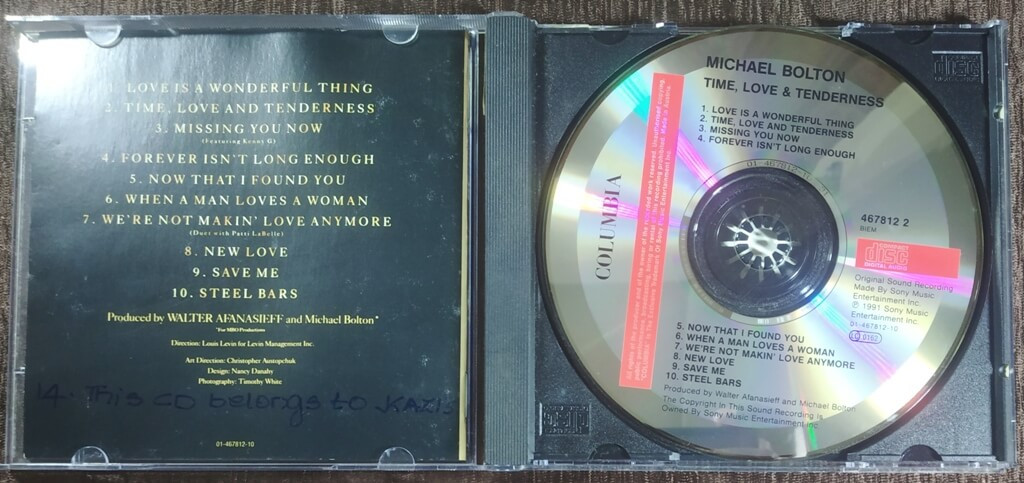 1. LOVE IS A WONDERFUL THING
2. TIME, LOVE AND TENDERNESS
3. MISSING YOU NOW
(Featuring Kenny G)
4. FOREVER ISN'T LONG ENOUGH
5. NOW THAT I FOUND YOU
6. WHEN A MAN LOVES A WOMAN
7. WE'RE NOT MAKIN' LOVE ANYMORE
(Duet with Patti LaBelle)
8. NEW LOVE
9. SAVE ME
10. STEEL BARS
Produced by WALTER AFANASIEFF and Michael Bolton*
*For MBO Productions
Direction: Louis Levin for Levin Management Inc.
Art Direction: Christopher Austopchuk
Design: Nancy Donahy
Photography: Timothy White
14. This CD belongs to KAZIS
01-467812-10
MICHAEL BOLTON
TIME, LOVE & TENDERNESS
1. LOVE IS A WONDERFUL THING
2. TIME, LOVE AND TENDERNESS
3. MISSING YOU NOW
4. FOREVER ISN'T LONG ENOUGH
COLUMBIA
467812 2
BIEM
COMPACT
disc
DIGITAL AUDIO
Original Sound Recording
Made By Sony Music
Entertainment Inc.
℗ 1991 Sony Music
Entertainment Inc.
01-467812-10
LC 0162
5. NOW THAT I FOUND YOU
6. WHEN A MAN LOVES A WOMAN
7. WE'RE NOT MAKIN' LOVE ANYMORE
8. NEW LOVE
9. SAVE ME
10. STEEL BARS
Produced by Walter Afanasieff and Michael Bolton
The Copyright In This Sound Recording Is
Owned By Sony Music Entertainment Inc.